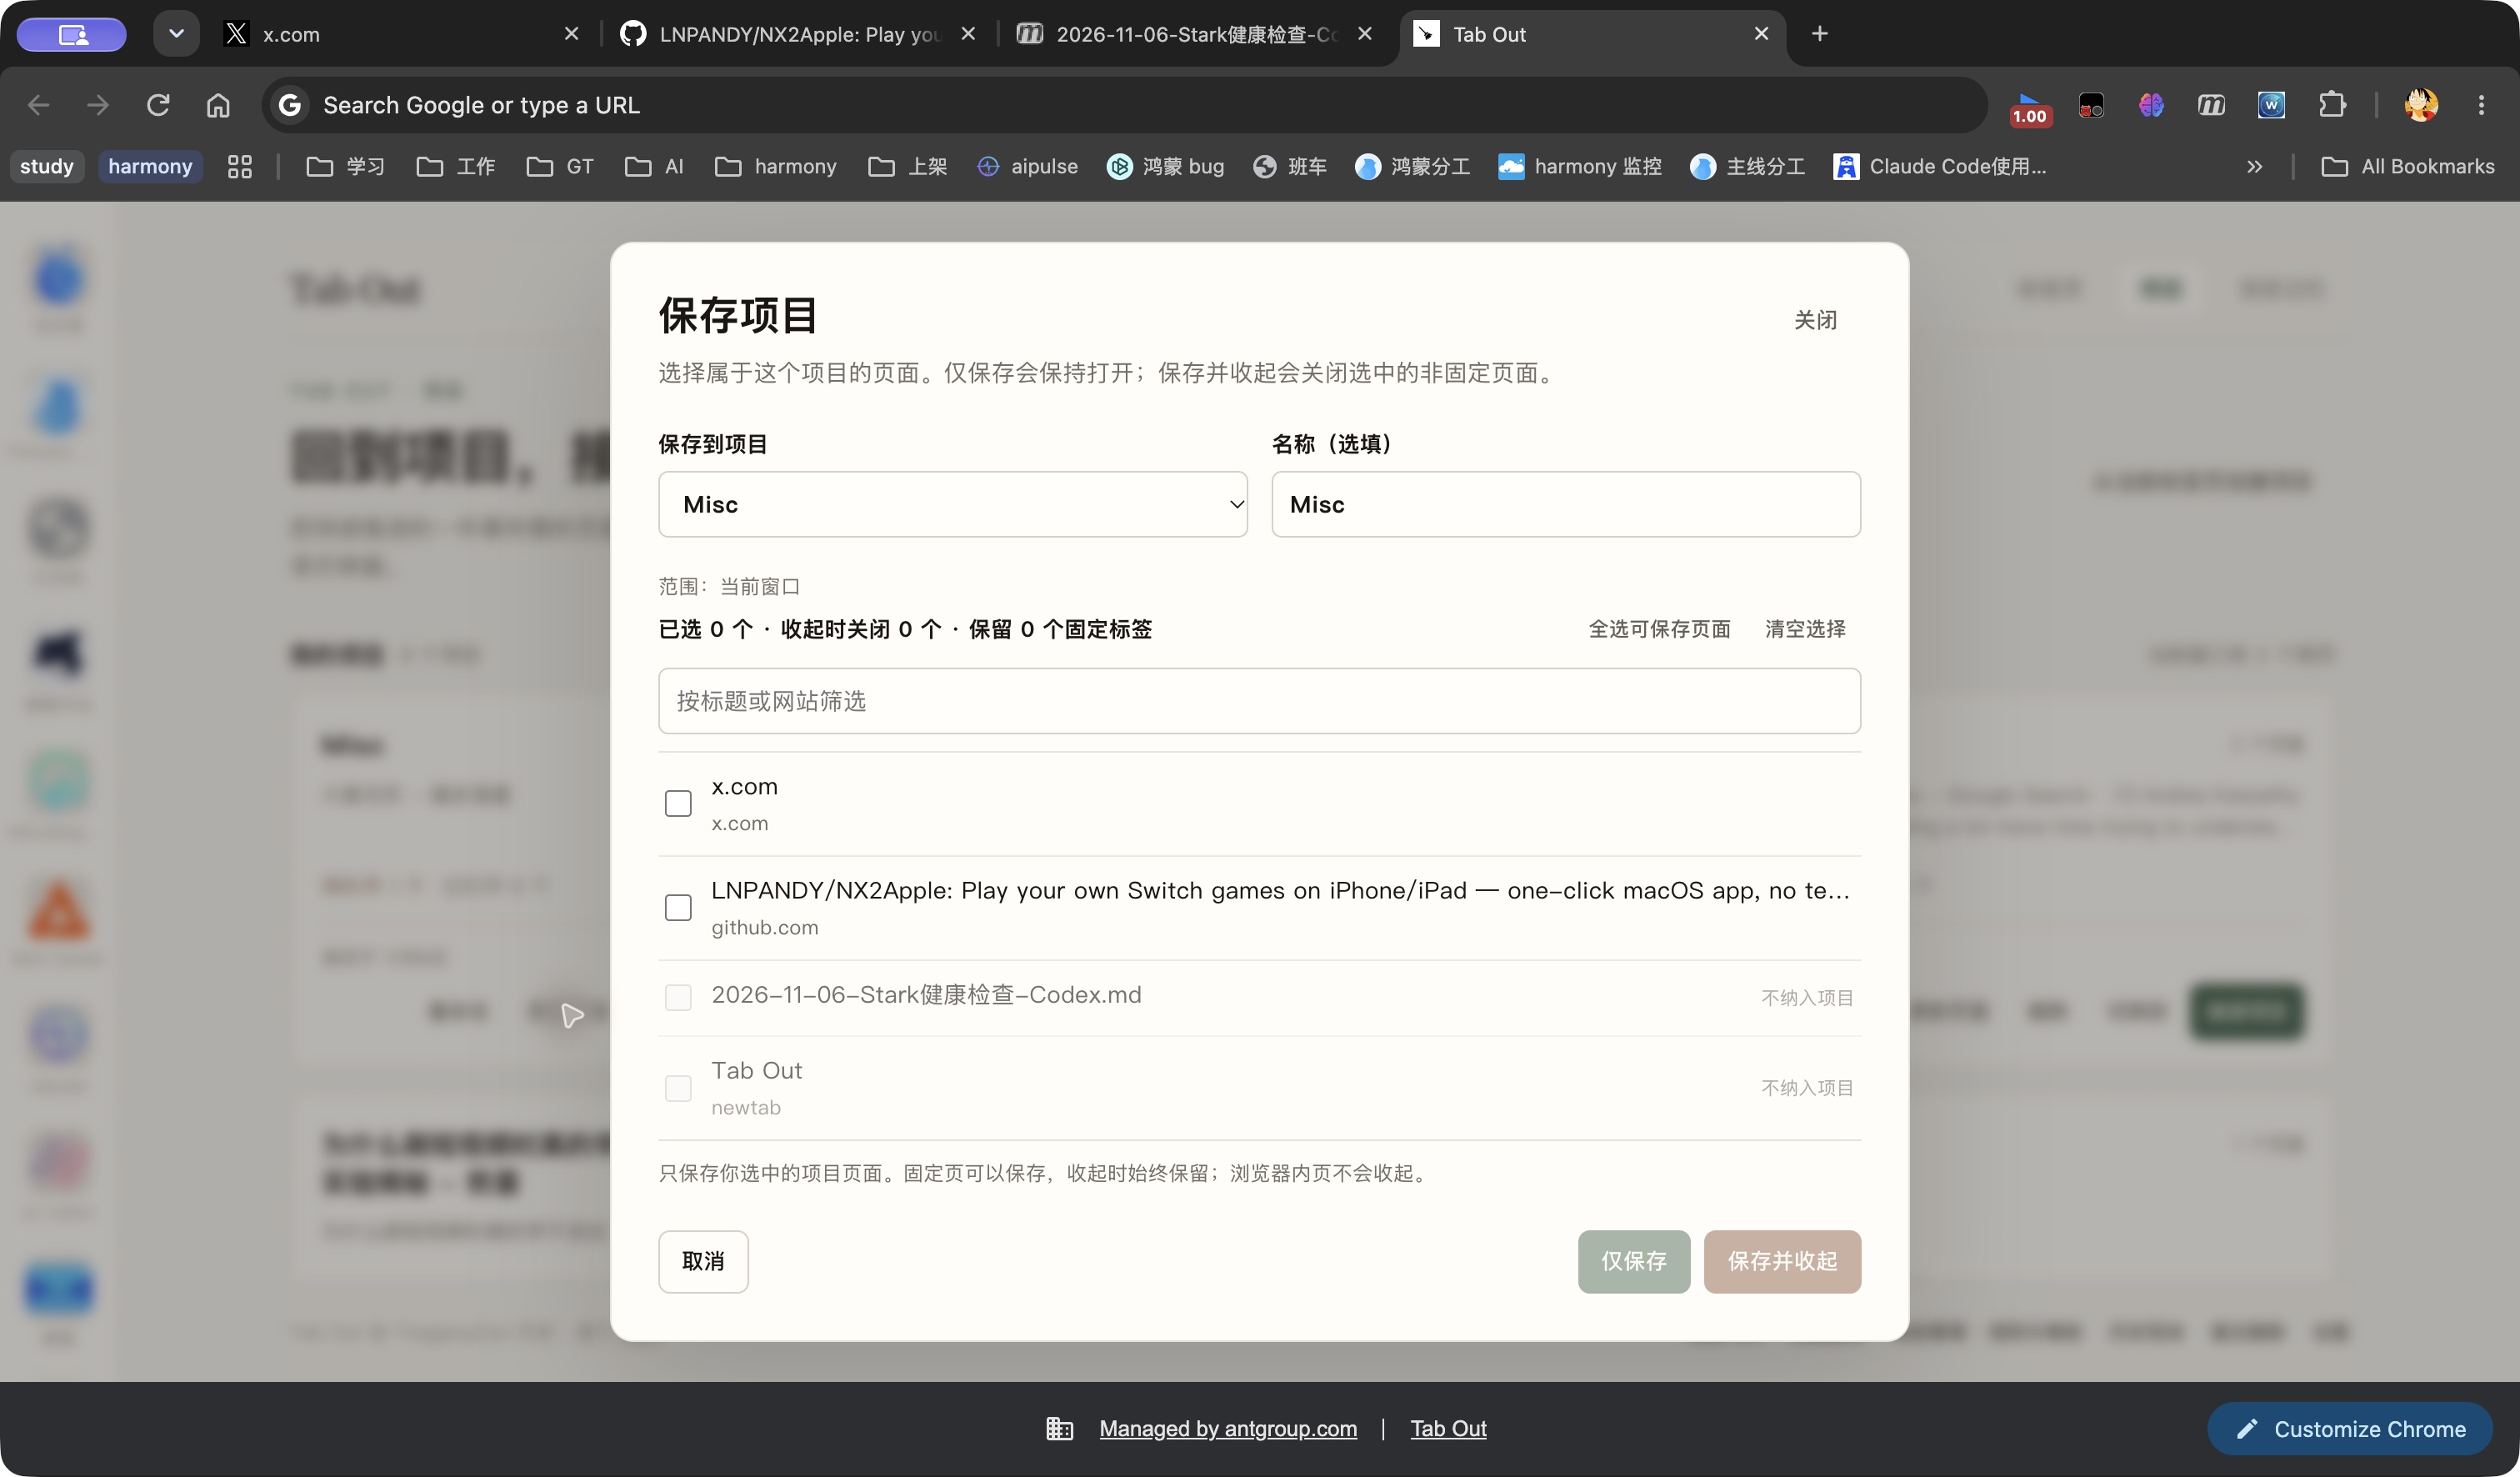 x.com
LNPANDY/NX2Apple: Play you
2026-11-06-Stark健康检查-Co
Tab Out
Search Google or type a URL
1.00
study
harmony
学习
工作
GT
AI
harmony
上架
aipulse
鸿蒙 bug
班车
鸿蒙分工
harmony 监控
主线分工
Claude Code使用...
All Bookmarks
Tab Out
保存项目
关闭
选择属于这个项目的页面。仅保存会保持打开；保存并收起会关闭选中的非固定页面。
保存到项目
名称（选填）
Misc
Misc
范围：当前窗口
已选 0 个 · 收起时关闭 0 个 · 保留 0 个固定标签
全选可保存页面
清空选择
按标题或网站筛选
x.com
x.com
LNPANDY/NX2Apple: Play your own Switch games on iPhone/iPad — one-click macOS app, no te...
github.com
2026-11-06-Stark健康检查-Codex.md
不纳入项目
Tab Out
newtab
不纳入项目
只保存你选中的项目页面。固定页可以保存，收起时始终保留；浏览器内页不会收起。
取消
仅保存
保存并收起
回到项目，
Misc
Managed by antgroup.com
Tab Out
Customize Chrome